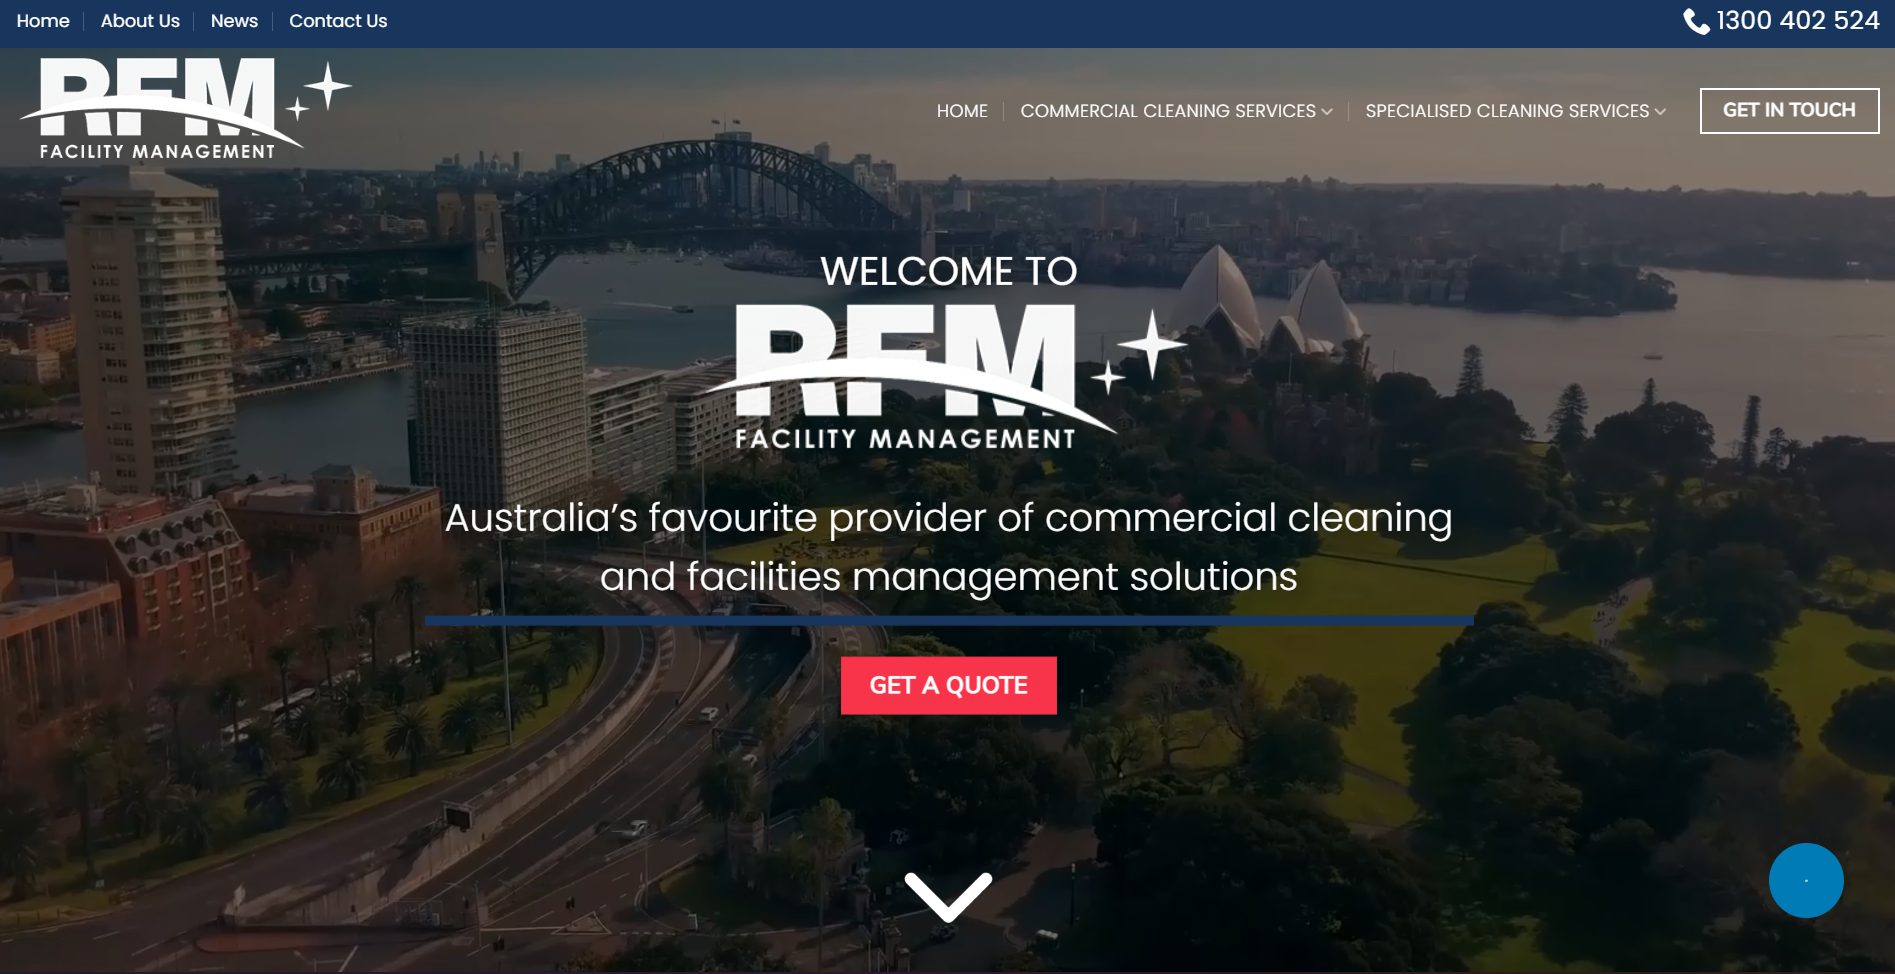 Home
About Us
News
Contact Us
1300 402 524
RFM
FACILITY MANAGEMENT
HOME
COMMERCIAL CLEANING SERVICES
SPECIALISED CLEANING SERVICES
GET IN TOUCH
WELCOME TO
RFM
FACILITY MANAGEMENT
Australia’s favourite provider of commercial cleaning
and facilities management solutions
GET A QUOTE